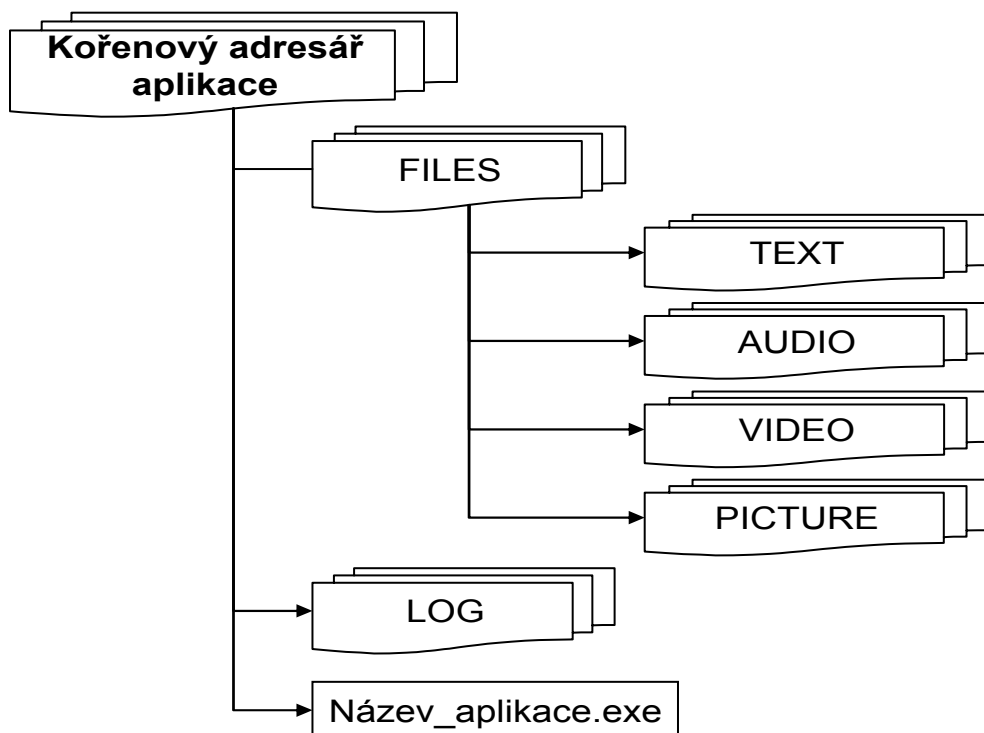 Kořenový adresář
aplikace
FILES
TEXT
AUDIO
VIDEO
PICTURE
LOG
Název_aplikace.exe